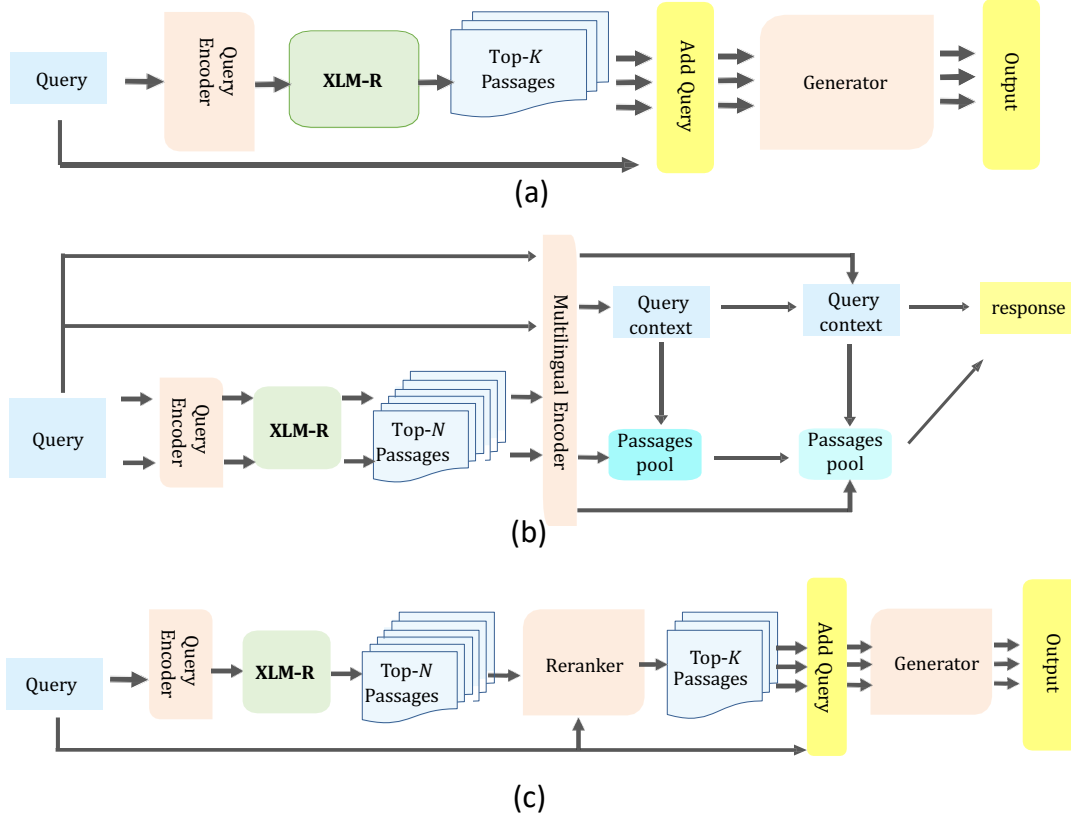 Query
Query
Encoder
XLM-R
Top-K
Passages
Add Query
Generator
Output
(a)
Query
Query
Encoder
XLM-R
Top-N
Passages
Multilingual Encoder
Query
context
Query
context
response
Passages
pool
Passages
pool
(b)
Query
Query
Encoder
XLM-R
Top-N
Passages
Reranker
Top-K
Passages
Add Query
Generator
Output
(c)